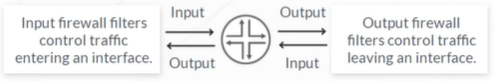 Input firewall filters
control traffic
entering an interface.
Input
Output
Output
Input
Output firewall
filters control traffic
leaving an interface.